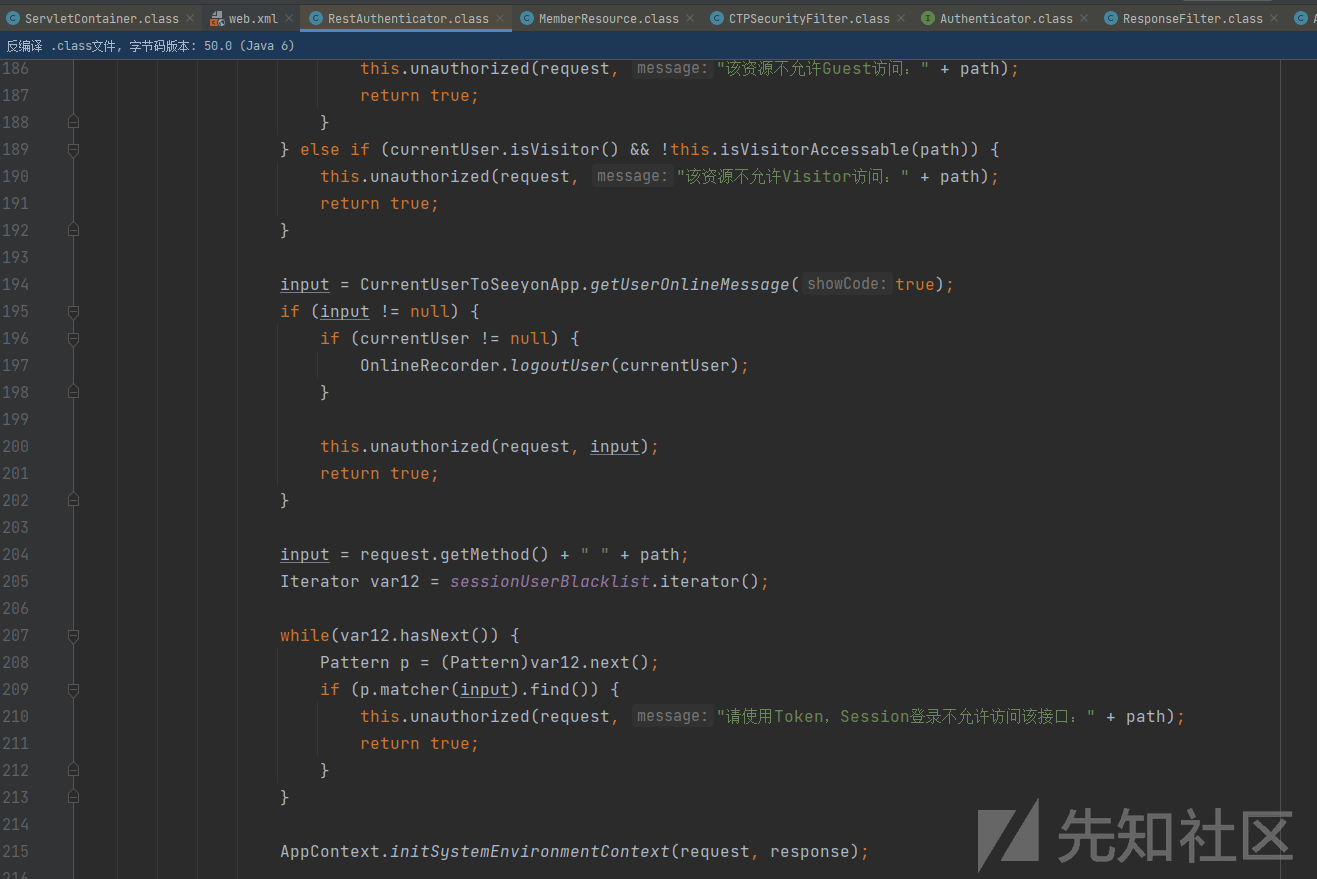 ServletContainer.class web.xml RestAuthenticator.class MemberResource.class CTPSecurityFilter.class Authenticator.class ResponseFilter.class
反编译 .class文件, 字节码版本: 50.0 (Java 6)
186 this.unauthorized(request, message: "该资源不允许Guest访问：" + path);
187 return true;
188 }
189 } else if (currentUser.isVisitor() && !this.isVisitorAccessable(path)) {
190 this.unauthorized(request, message: "该资源不允许Visitor访问：" + path);
191 return true;
192 }
193
194 input = CurrentUserToSeeyonApp.getUserOnlineMessage( showCode: true);
195 if (input != null) {
196 if (currentUser != null) {
197 OnlineRecorder.logoutUser(currentUser);
198 }
199
200 this.unauthorized(request, input);
201 return true;
202 }
203
204 input = request.getMethod() + " " + path;
205 Iterator var12 = sessionUserBlacklist.iterator();
206
207 while(var12.hasNext()) {
208 Pattern p = (Pattern)var12.next();
209 if (p.matcher(input).find()) {
210 this.unauthorized(request, message: "请使用Token，Session登录不允许访问该接口：" + path);
211 return true;
212 }
213 }
214
215 AppContext.initSystemEnvironmentContext(request, response);
216
先知社区